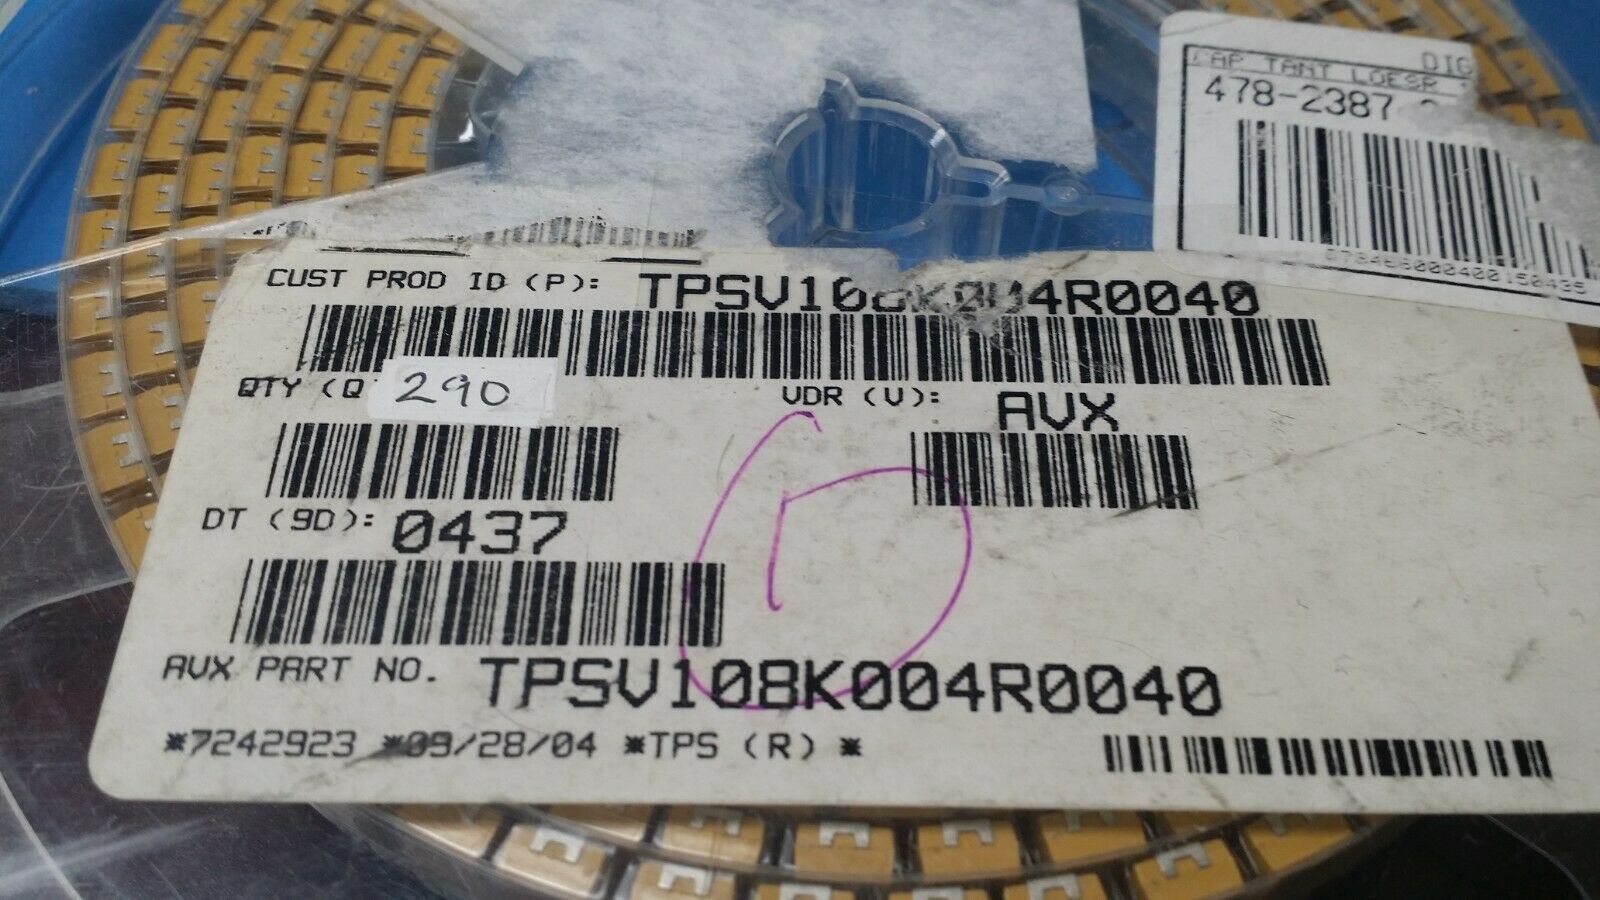 DIG
CAP TANT LOESR
478-2387
CUST PROD ID (P): TPSV108K004R0040
QTY (Q 290
VDR (V): AVX
DT (9D): 0437
AVX PART NO. TPSV108K004R0040
*7242923 *09/28/04 *TPS (R) *